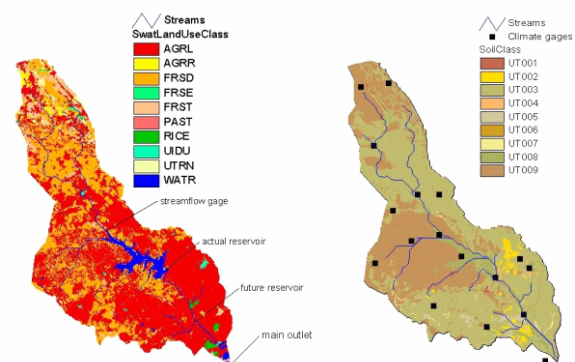 Streams
SwatLandUseClass
AGRL
AGRR
FRSD
FRSE
FRST
PAST
RICE
UIDU
UTRN
WATR
streamflow gage
actual reservoir
future reservoir
main outlet
Streams
Climate gages
SoilClass
UT001
UT002
UT003
UT004
UT005
UT006
UT007
UT008
UT009